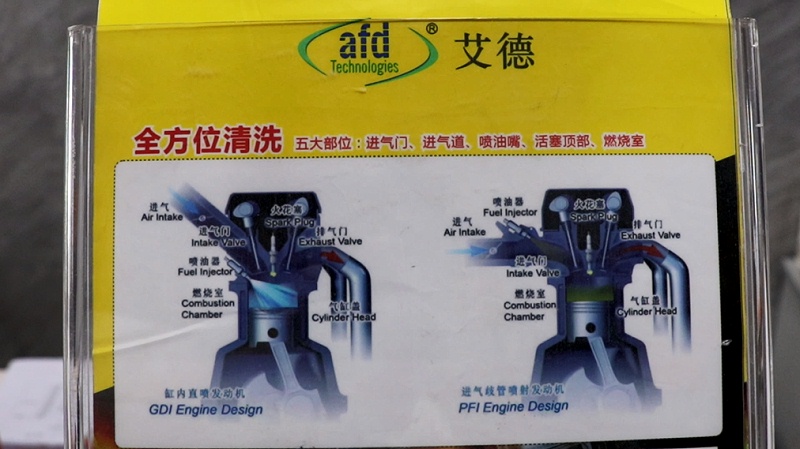 afd®
Technologies
艾德
全方位清洗
五大部位：进气门、进气道、喷油嘴、活塞顶部、燃烧室
进气
Air Intake
火花塞
Spark Plug
进气门
Intake Valve
排气门
Exhaust Valve
喷油器
Fuel Injector
燃烧室
Combustion
Chamber
气缸盖
Cylinder Head
缸内直喷发动机
GDI Engine Design
喷油器
Fuel Injector
火花塞
Spark Plug
进气
Air Intake
排气门
Exhaust Valve
进气门
Intake Valve
燃烧室
Combustion
Chamber
气缸盖
Cylinder Head
进气歧管喷射发动机
PFI Engine Design